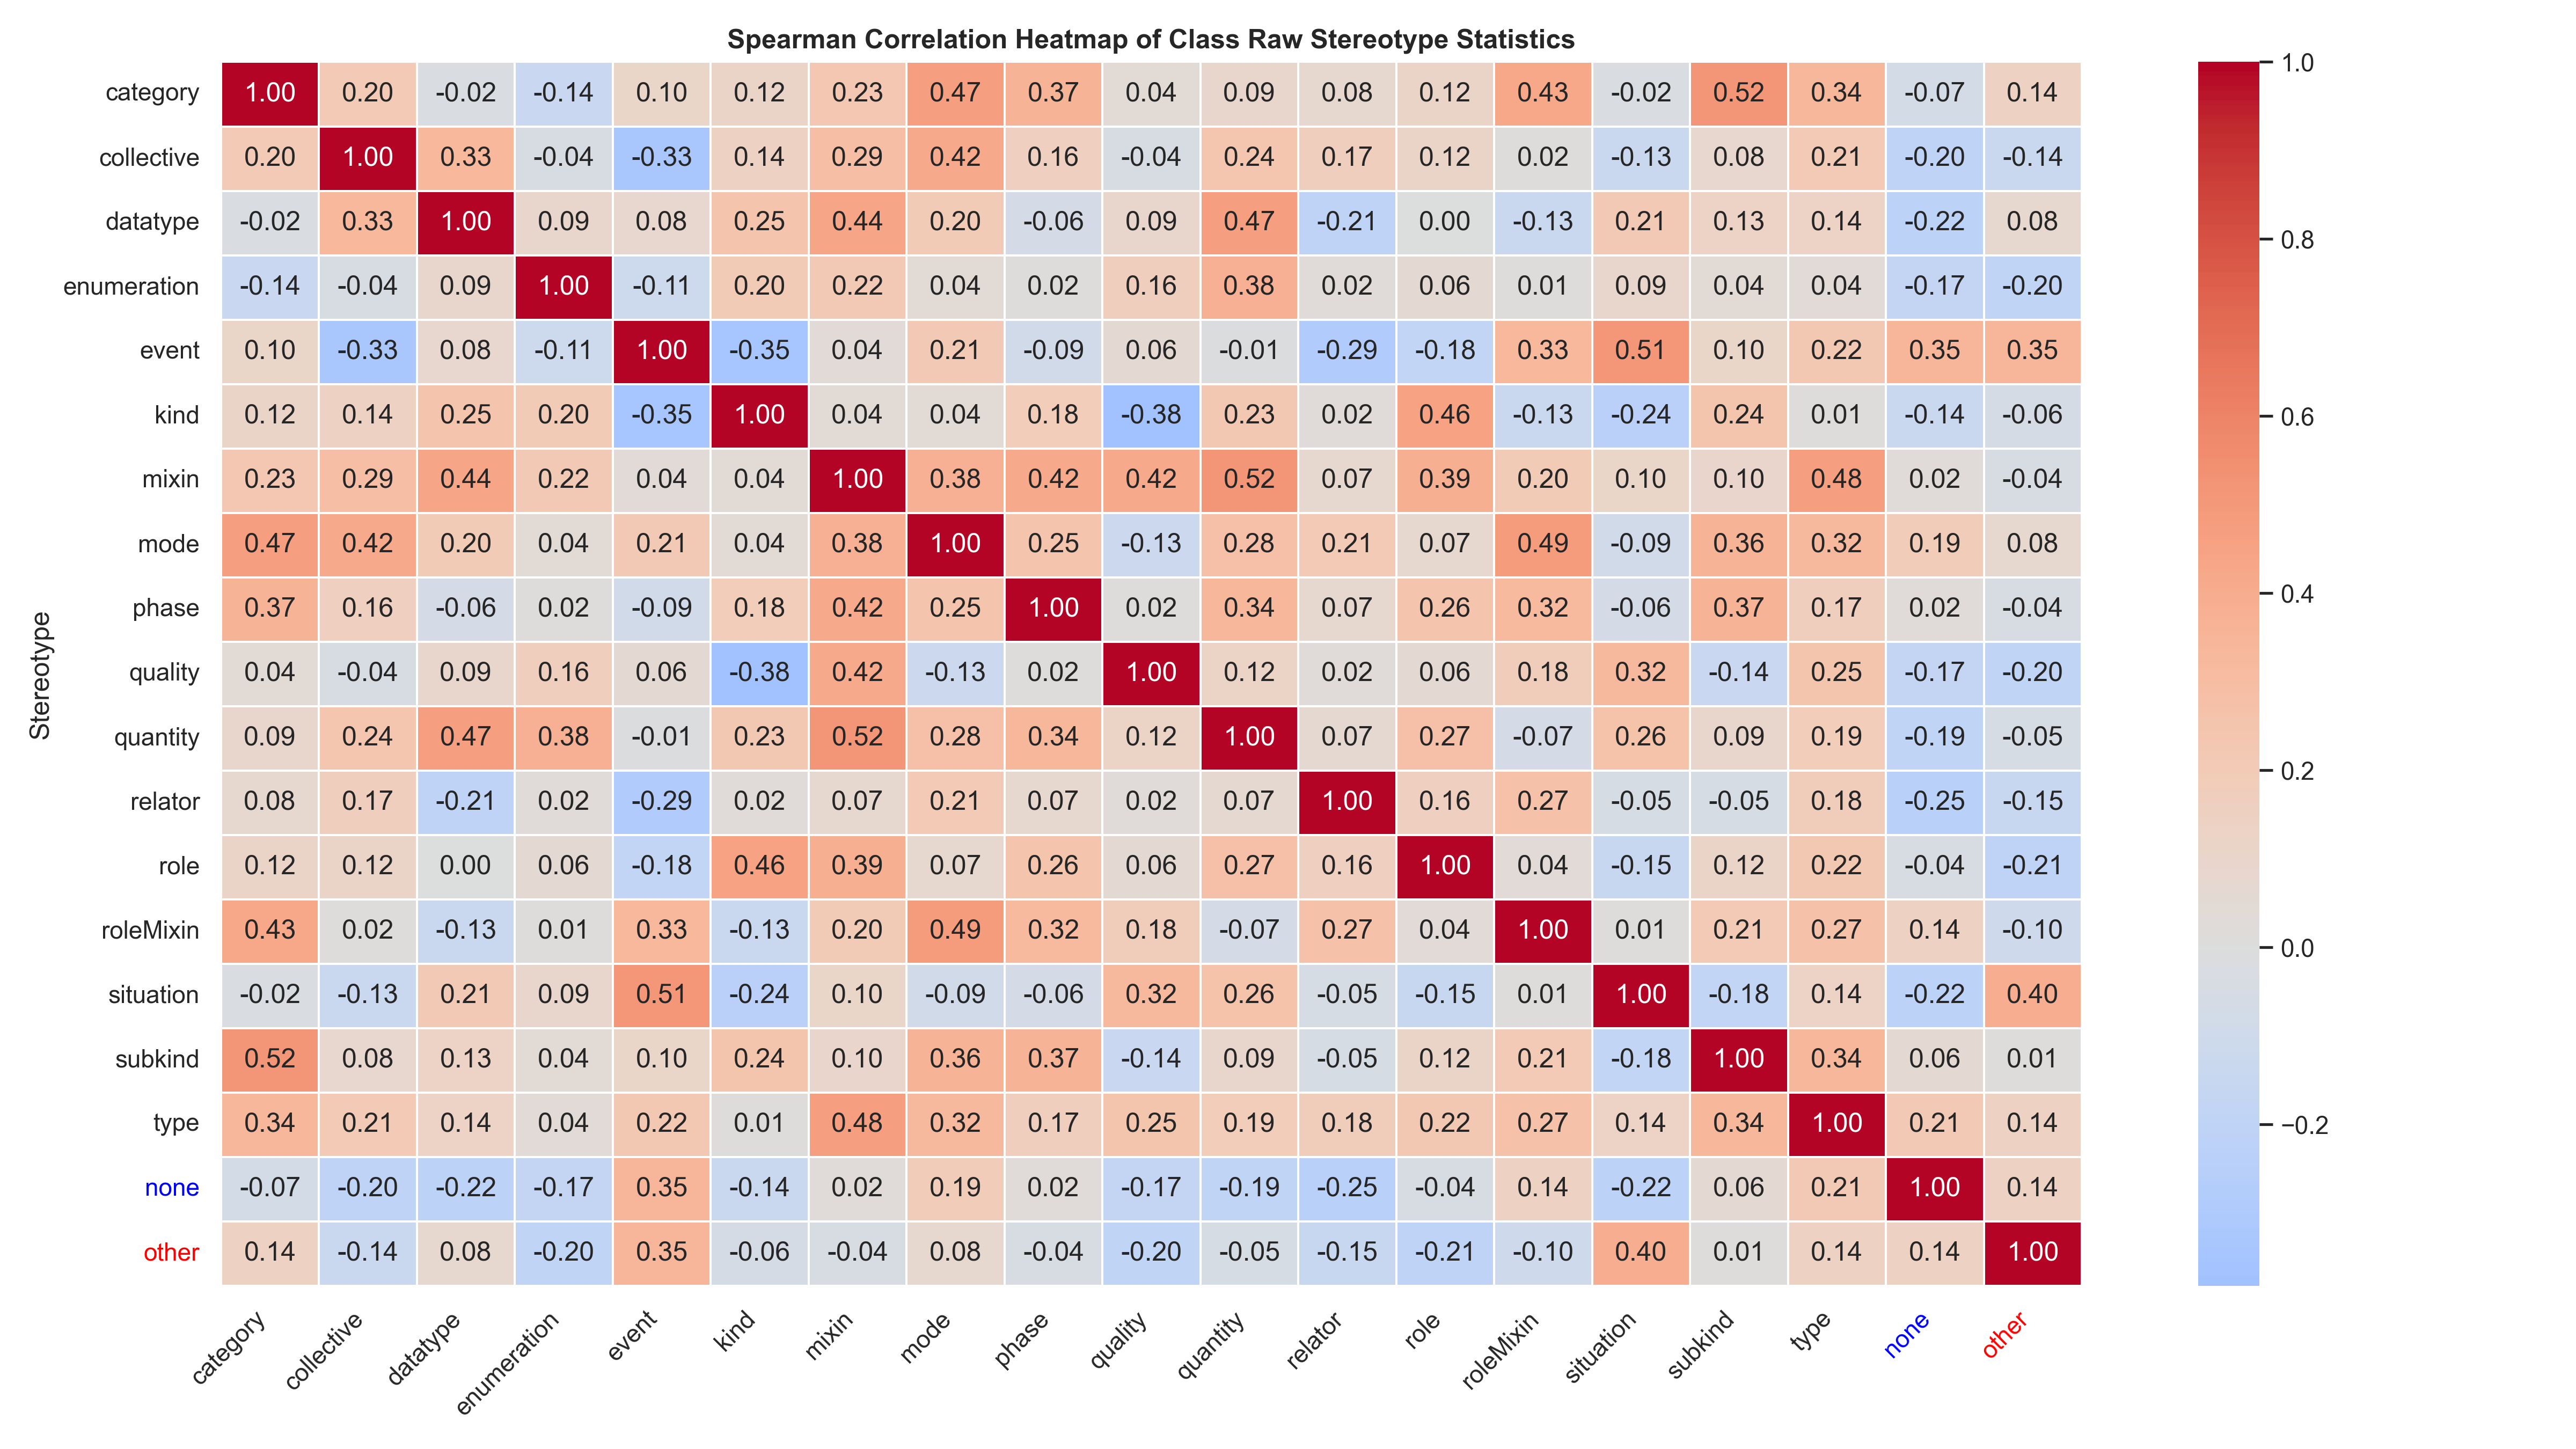 Spearman Correlation Heatmap of Class Raw Stereotype Statistics
category 1.00 0.20 -0.02 -0.14 0.10 0.12 0.23 0.47 0.37 0.04 0.09 0.08 0.12 0.43 -0.02 0.52 0.34 -0.07 0.14
collective 0.20 1.00 0.33 -0.04 -0.33 0.14 0.29 0.42 0.16 -0.04 0.24 0.17 0.12 0.02 -0.13 0.08 0.21 -0.20 -0.14
datatype -0.02 0.33 1.00 0.09 0.08 0.25 0.44 0.20 -0.06 0.09 0.47 -0.21 0.00 -0.13 0.21 0.13 0.14 -0.22 0.08
enumeration -0.14 -0.04 0.09 1.00 -0.11 0.20 0.22 0.04 0.02 0.16 0.38 0.02 0.06 0.01 0.09 0.04 0.04 -0.17 -0.20
event 0.10 -0.33 0.08 -0.11 1.00 -0.35 0.04 0.21 -0.09 0.06 -0.01 -0.29 -0.18 0.33 0.51 0.10 0.22 0.35 0.35
kind 0.12 0.14 0.25 0.20 -0.35 1.00 0.04 0.04 0.18 -0.38 0.23 0.02 0.46 -0.13 -0.24 0.24 0.01 -0.14 -0.06
mixin 0.23 0.29 0.44 0.22 0.04 0.04 1.00 0.38 0.42 0.42 0.52 0.07 0.39 0.20 0.10 0.10 0.48 0.02 -0.04
mode 0.47 0.42 0.20 0.04 0.21 0.04 0.38 1.00 0.25 -0.13 0.28 0.21 0.07 0.49 -0.09 0.36 0.32 0.19 0.08
phase 0.37 0.16 -0.06 0.02 -0.09 0.18 0.42 0.25 1.00 0.02 0.34 0.07 0.26 0.32 -0.06 0.37 0.17 0.02 -0.04
quality 0.04 -0.04 0.09 0.16 0.06 -0.38 0.42 -0.13 0.02 1.00 0.12 0.02 0.06 0.18 0.32 -0.14 0.25 -0.17 -0.20
quantity 0.09 0.24 0.47 0.38 -0.01 0.23 0.52 0.28 0.34 0.12 1.00 0.07 0.27 -0.07 0.26 0.09 0.19 -0.19 -0.05
relator 0.08 0.17 -0.21 0.02 -0.29 0.02 0.07 0.21 0.07 0.02 0.07 1.00 0.16 0.27 -0.05 -0.05 0.18 -0.25 -0.15
role 0.12 0.12 0.00 0.06 -0.18 0.46 0.39 0.07 0.26 0.06 0.27 0.16 1.00 0.04 -0.15 0.12 0.22 -0.04 -0.21
roleMixin 0.43 0.02 -0.13 0.01 0.33 -0.13 0.20 0.49 0.32 0.18 -0.07 0.27 0.04 1.00 0.01 0.21 0.27 0.14 -0.10
situation -0.02 -0.13 0.21 0.09 0.51 -0.24 0.10 -0.09 -0.06 0.32 0.26 -0.05 -0.15 0.01 1.00 -0.18 0.14 -0.22 0.40
subkind 0.52 0.08 0.13 0.04 0.10 0.24 0.10 0.36 0.37 -0.14 0.09 -0.05 0.12 0.21 -0.18 1.00 0.34 0.06 0.01
type 0.34 0.21 0.14 0.04 0.22 0.01 0.48 0.32 0.17 0.25 0.19 0.18 0.22 0.27 0.14 0.34 1.00 0.21 0.14
none -0.07 -0.20 -0.22 -0.17 0.35 -0.14 0.02 0.19 0.02 -0.17 -0.19 -0.25 -0.04 0.14 -0.22 0.06 0.21 1.00 0.14
other 0.14 -0.14 0.08 -0.20 0.35 -0.06 -0.04 0.08 -0.04 -0.20 -0.05 -0.15 -0.21 -0.10 0.40 0.01 0.14 0.14 1.00
category collective datatype enumeration event kind mixin mode phase quality quantity relator role roleMixin situation subkind type none other
Stereotype
1.0
0.8
0.6
0.4
0.2
0.0
−0.2